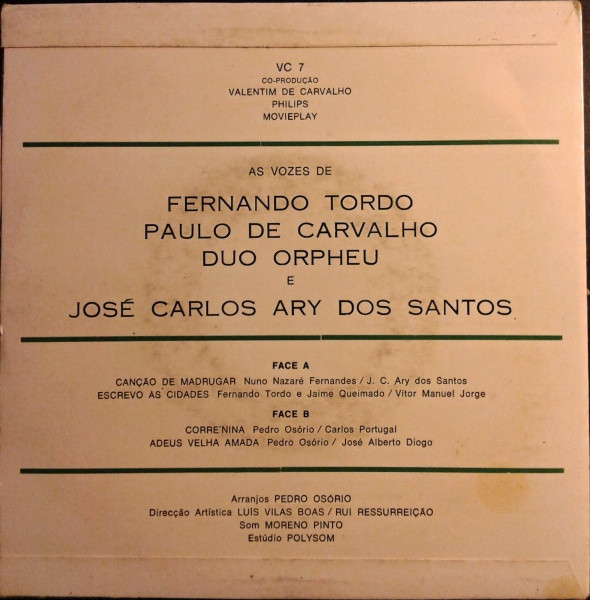 VC 7
CO-PRODUÇÃO
VALENTIM DE CARVALHO
PHILIPS
MOVIEPLAY
AS VOZES DE
FERNANDO TORDO
PAULO DE CARVALHO
DUO ORPHEU
E
JOSÉ CARLOS ARY DOS SANTOS
FACE A
CANÇÃO DE MADRUGAR Nuno Nazaré Fernandes / J. C. Ary dos Santos
ESCREVO ÀS CIDADES Fernando Tordo e Jaime Queimado / Vítor Manuel Jorge
FACE B
CORRE'NINA Pedro Osório / Carlos Portugal
ADEUS VELHA AMADA Pedro Osório / José Alberto Diogo
Arranjos PEDRO OSÓRIO
Direcção Artística LUÍS VILAS BOAS / RUI RESSURREIÇÃO
Som MORENO PINTO
Estúdio POLYSOM